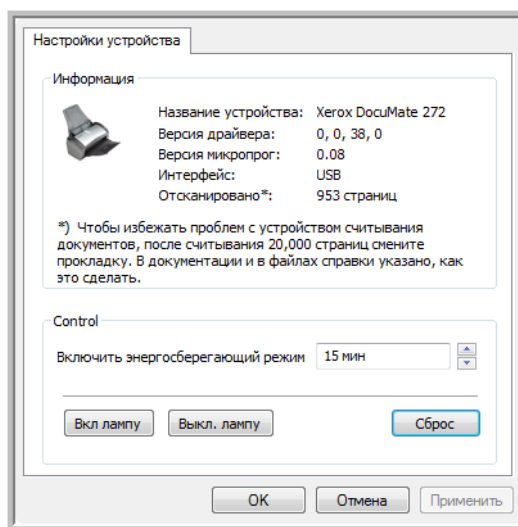 Настройки устройства
Информация
Название устройства: Xerox DocuMate 272
Версия драйвера: 0, 0, 38, 0
Версия микропрог: 0.08
Интерфейс: USB
Отсканировано*: 953 страниц
*) Чтобы избежать проблем с устройством считывания
документов, после считывания 20,000 страниц смените
прокладку. В документации и в файлах справки указано, как
это сделать.
Control
Включить энергосберегающий режим 15 мин
Вкл лампу Выкл. лампу Сброс
OK Отмена Применить